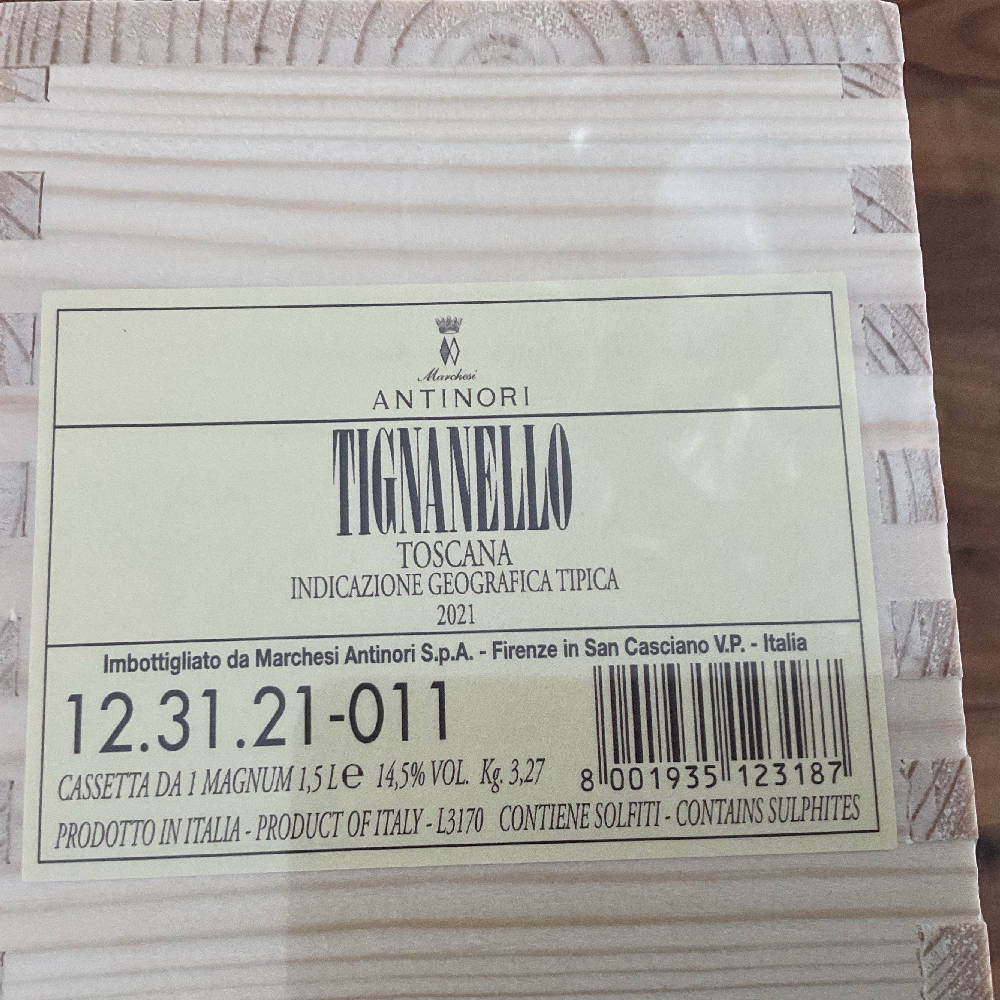 Marchesi
ANTINORI
TIGNANELLO
TOSCANA
INDICAZIONE GEOGRAFICA TIPICA
2021
Imbottigliato da Marchesi Antinori S.p.A. - Firenze in San Casciano V.P. - Italia
12.31.21-011
CASSETTA DA 1 MAGNUM 1,5 L e 14,5% VOL. Kg. 3,27
8 001935 123187
PRODOTTO IN ITALIA - PRODUCT OF ITALY - L3170 CONTIENE SOLFITI - CONTAINS SULPHITES